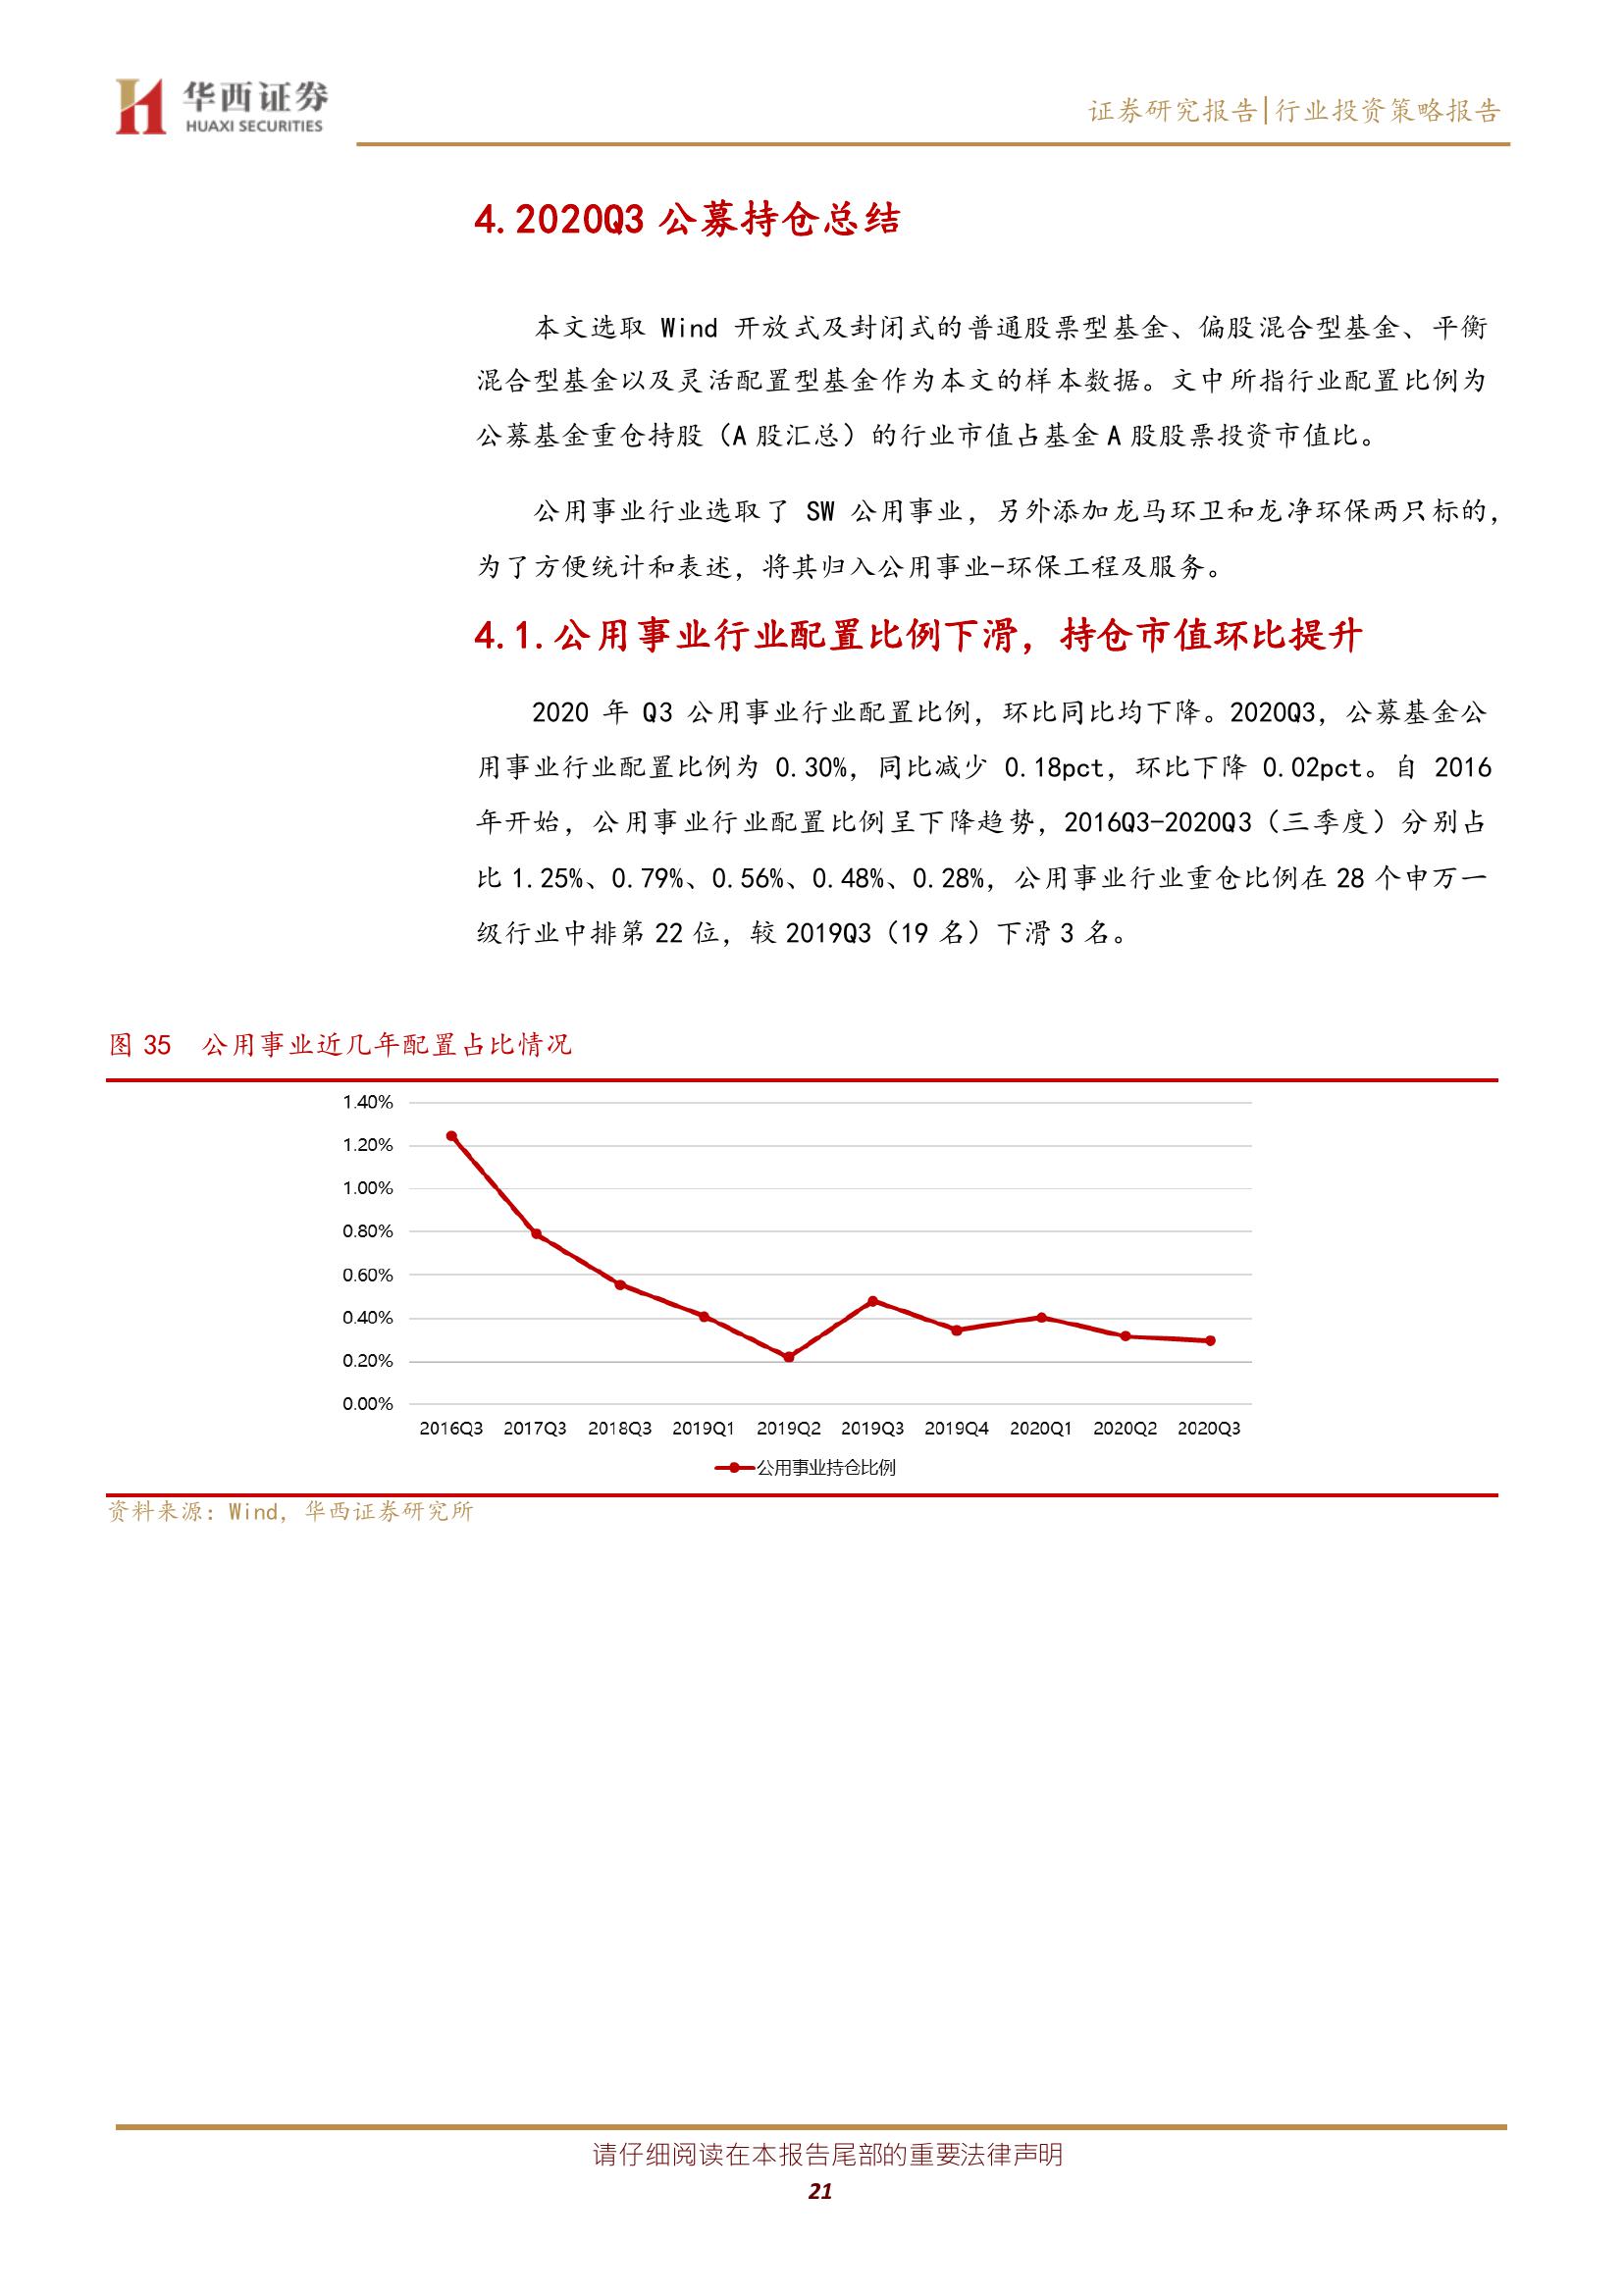 华西证券
HUAXI SECURITIES
证券研究报告|行业投资策略报告
4.2020Q3 公募持仓总结
本文选取 Wind 开放式及封闭式的普通股票型基金、偏股混合型基金、平衡
混合型基金以及灵活配置型基金作为本文的样本数据。文中所指行业配置比例为
公募基金重仓持股（A 股汇总）的行业市值占基金 A 股股票投资市值比。
公用事业行业选取了 SW 公用事业，另外添加龙马环卫和龙净环保两只标的，
为了方便统计和表述，将其归入公用事业-环保工程及服务。
4.1.公用事业行业配置比例下滑，持仓市值环比提升
2020 年 Q3 公用事业行业配置比例，环比同比均下降。2020Q3，公募基金公
用事业行业配置比例为 0.30%，同比减少 0.18pct，环比下降 0.02pct。自 2016
年开始，公用事业行业配置比例呈下降趋势，2016Q3-2020Q3（三季度）分别占
比 1.25%、0.79%、0.56%、0.48%、0.28%，公用事业行业重仓比例在 28 个申万一
级行业中排第 22 位，较 2019Q3（19 名）下滑 3 名。
图 35 公用事业近几年配置占比情况
1.40%
1.20%
1.00%
0.80%
0.60%
0.40%
0.20%
0.00%
2016Q3 2017Q3 2018Q3 2019Q1 2019Q2 2019Q3 2019Q4 2020Q1 2020Q2 2020Q3
公用事业持仓比例
资料来源：Wind，华西证券研究所
请仔细阅读在本报告尾部的重要法律声明
21